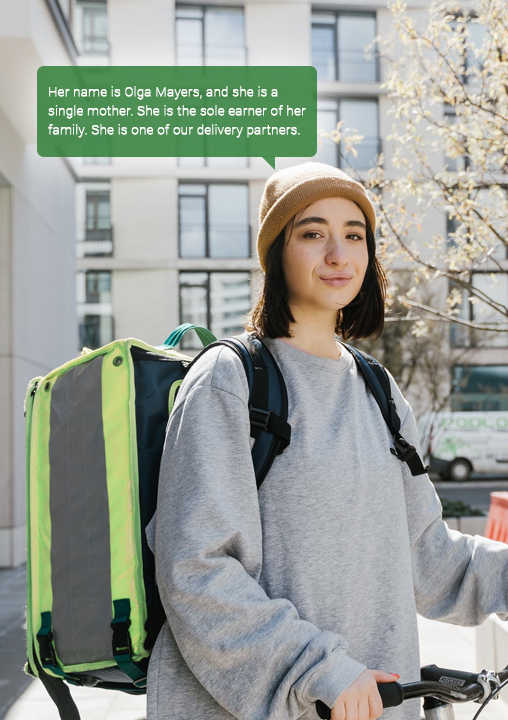 Her name is Olga Mayers, and she is a
single mother. She is the sole earner of her
family. She is one of our delivery partners.